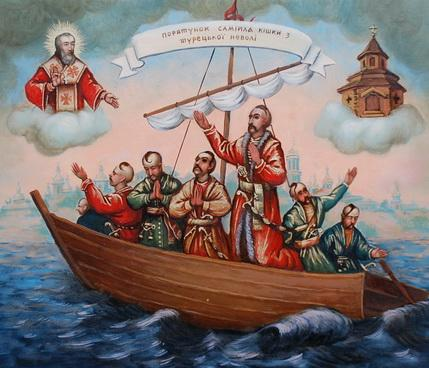 порятунок самійла кішки з
турецької неволі